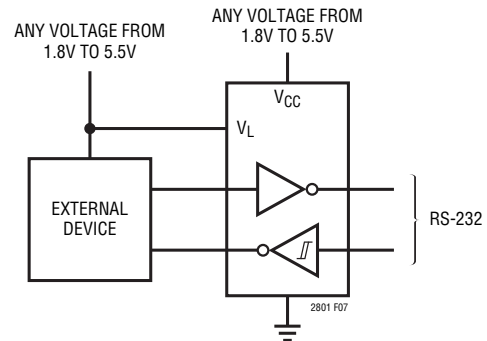 ANY VOLTAGE FROM
1.8V TO 5.5V
ANY VOLTAGE FROM
1.8V TO 5.5V
VCC
VL
EXTERNAL
DEVICE
RS-232
2801 F07